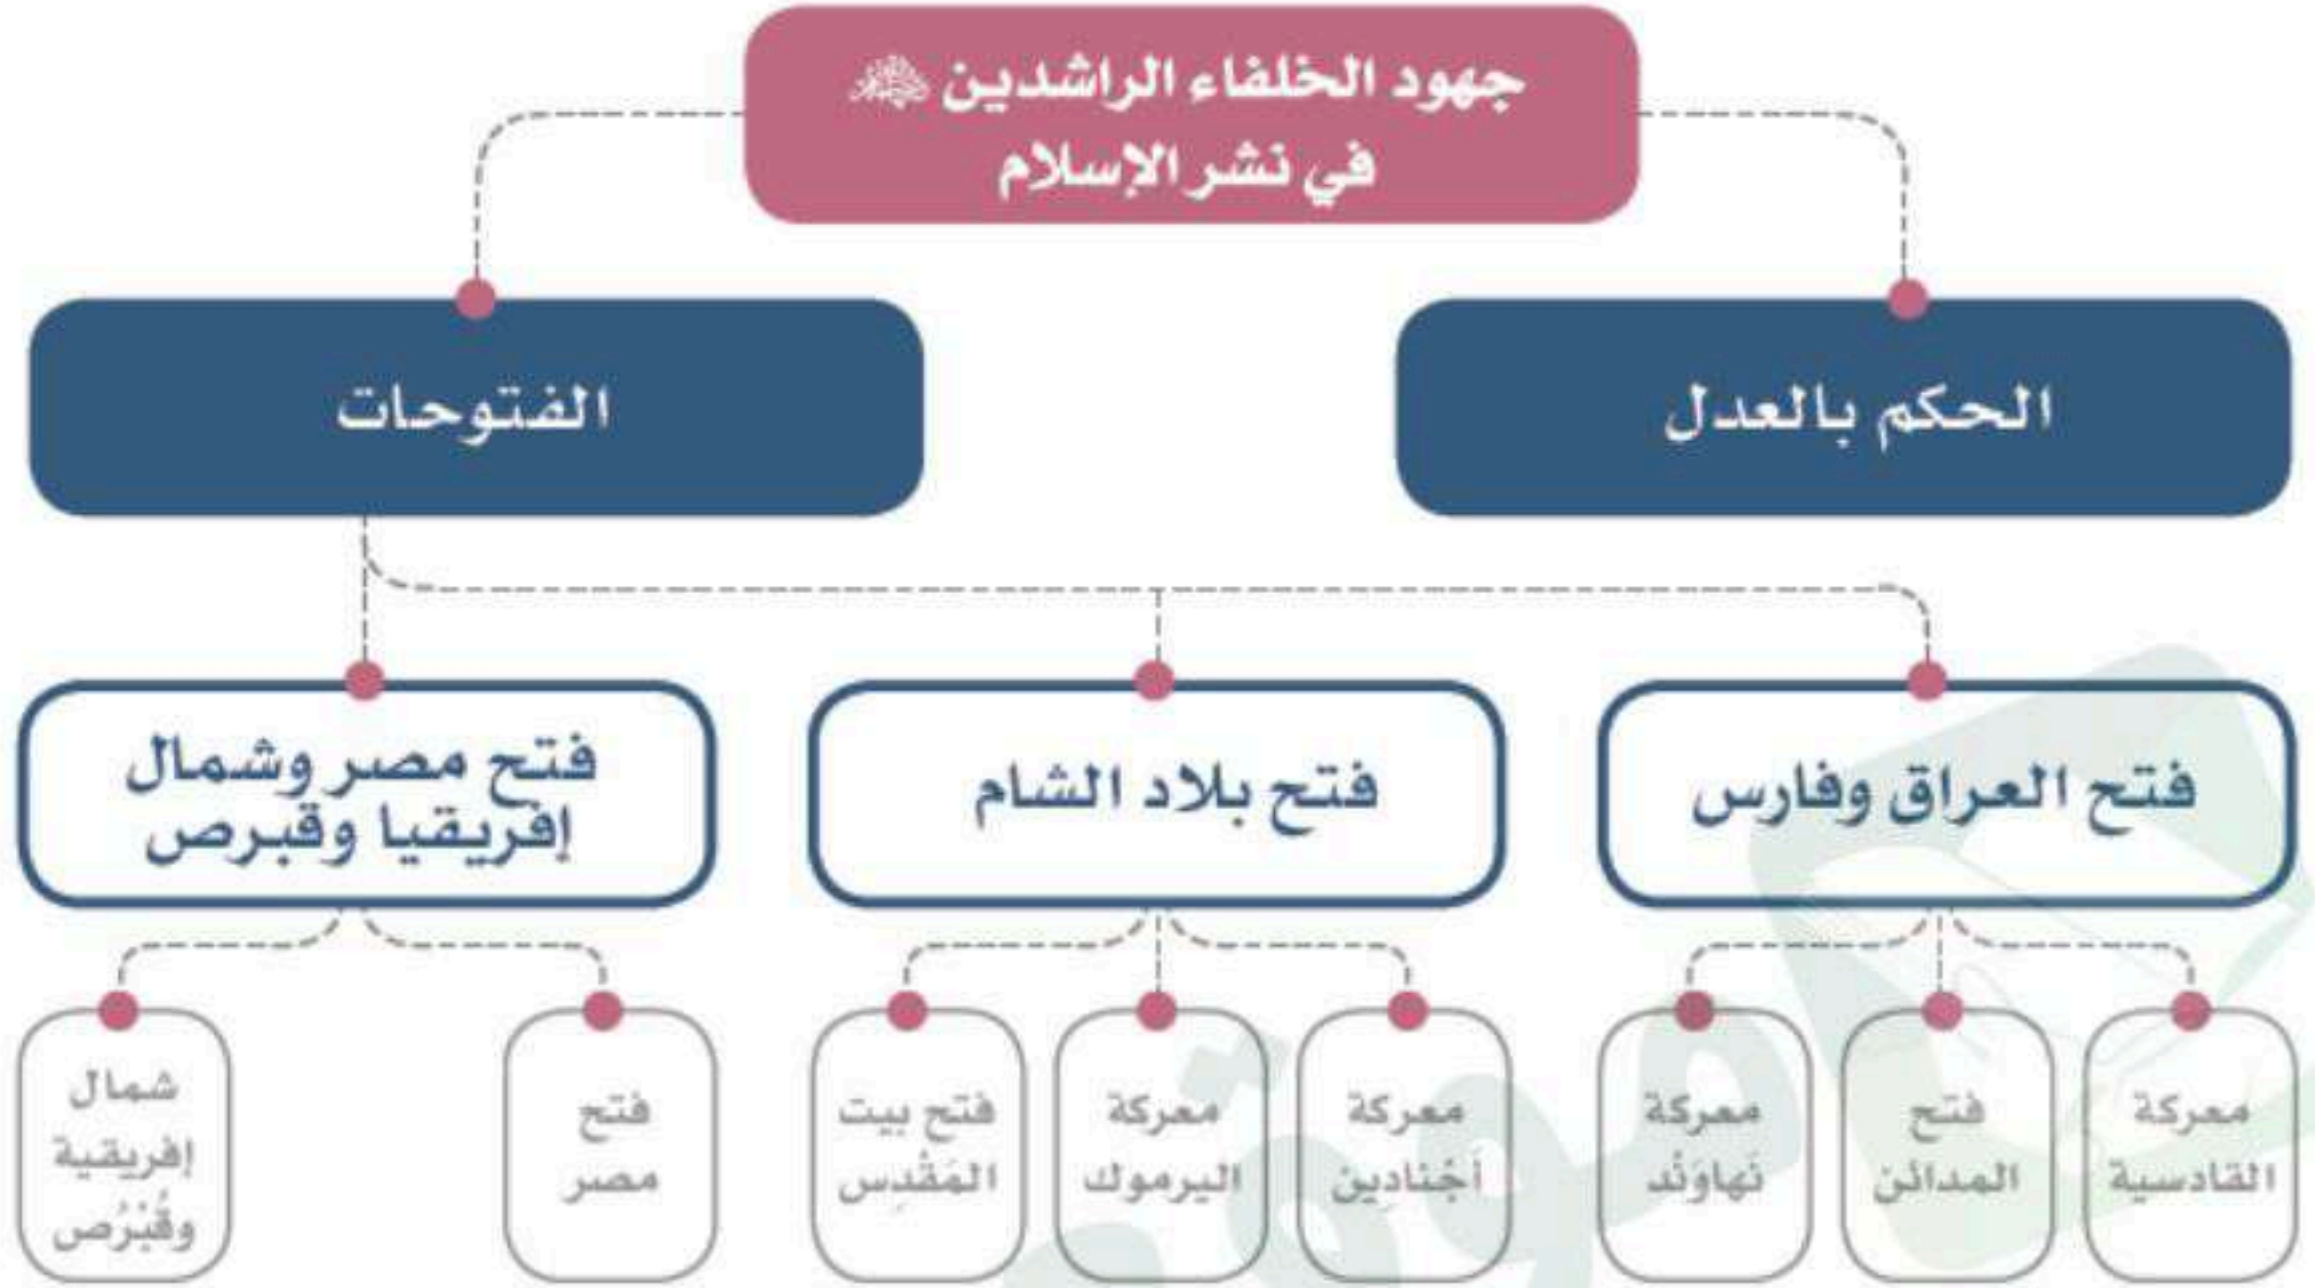 جهود الخلفاء الراشدين ﷺ
في نشر الإسلام
الحكم بالعدل
الفتوحات
فتح العراق وفارس
فتح بلاد الشام
فتح مصر وشمال
إفريقيا وقبرص
معركة
القادسية
فتح
المدائن
معركة
نَهاوَنْد
معركة
أَجْنادِين
معركة
اليرموك
فتح بيت
المَقْدِس
فتح
مصر
شمال
إفريقية
وقُبْرُص